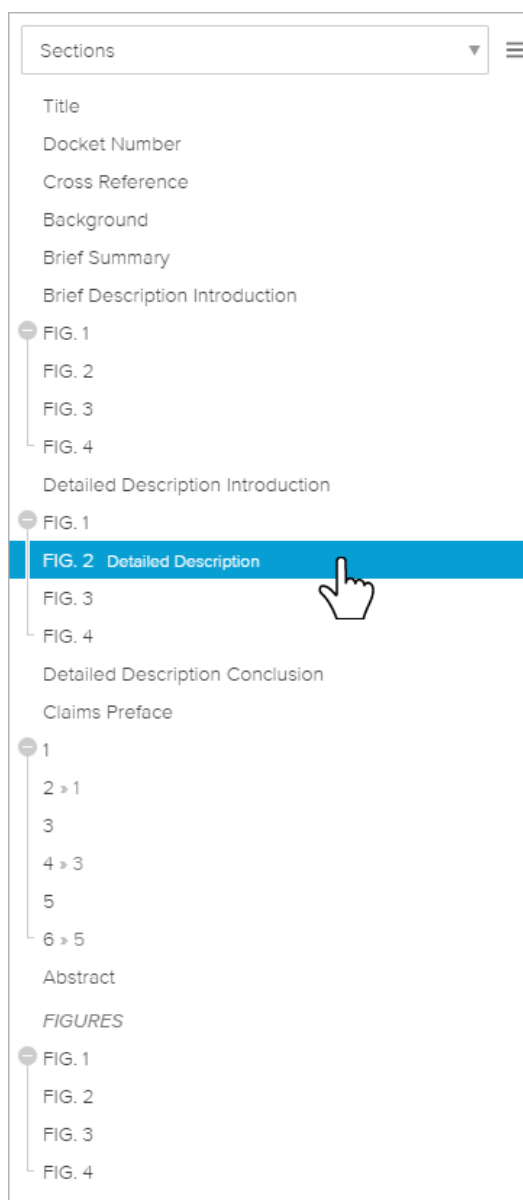 Sections
Title
Docket Number
Cross Reference
Background
Brief Summary
Brief Description Introduction
FIG. 1
FIG. 2
FIG. 3
FIG. 4
Detailed Description Introduction
FIG. 1
FIG. 2 Detailed Description
FIG. 3
FIG. 4
Detailed Description Conclusion
Claims Preface
1
2 » 1
3
4 » 3
5
6 » 5
Abstract
FIGURES
FIG. 1
FIG. 2
FIG. 3
FIG. 4